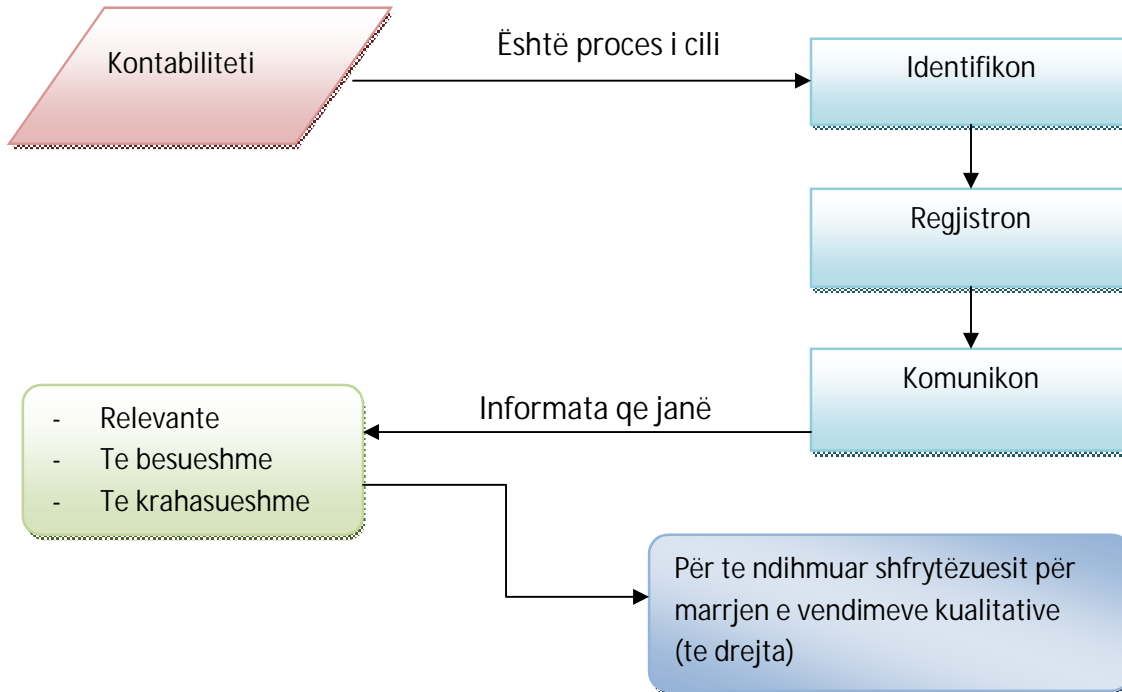 Kontabiliteti
Është proces i cili
Identifikon
Regjistron
Komunikon
Informata qe janë
- Relevante
- Te besueshme
- Te krahasueshme
Për te ndihmuar shfrytëzuesit për
marrjen e vendimeve kualitative
(te drejta)